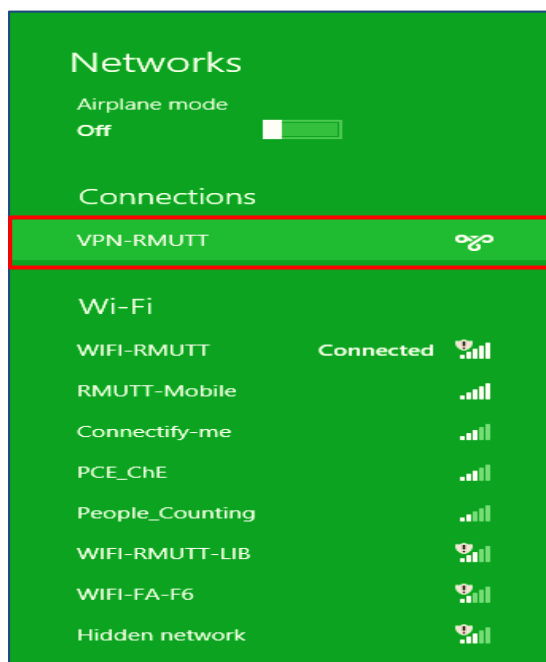 Networks
Airplane mode
Off
Connections
VPN-RMUTT
Wi-Fi
WIFI-RMUTT Connected
RMUTT-Mobile
Connectify-me
PCE_ChE
People_Counting
WIFI-RMUTT-LIB
WIFI-FA-F6
Hidden network